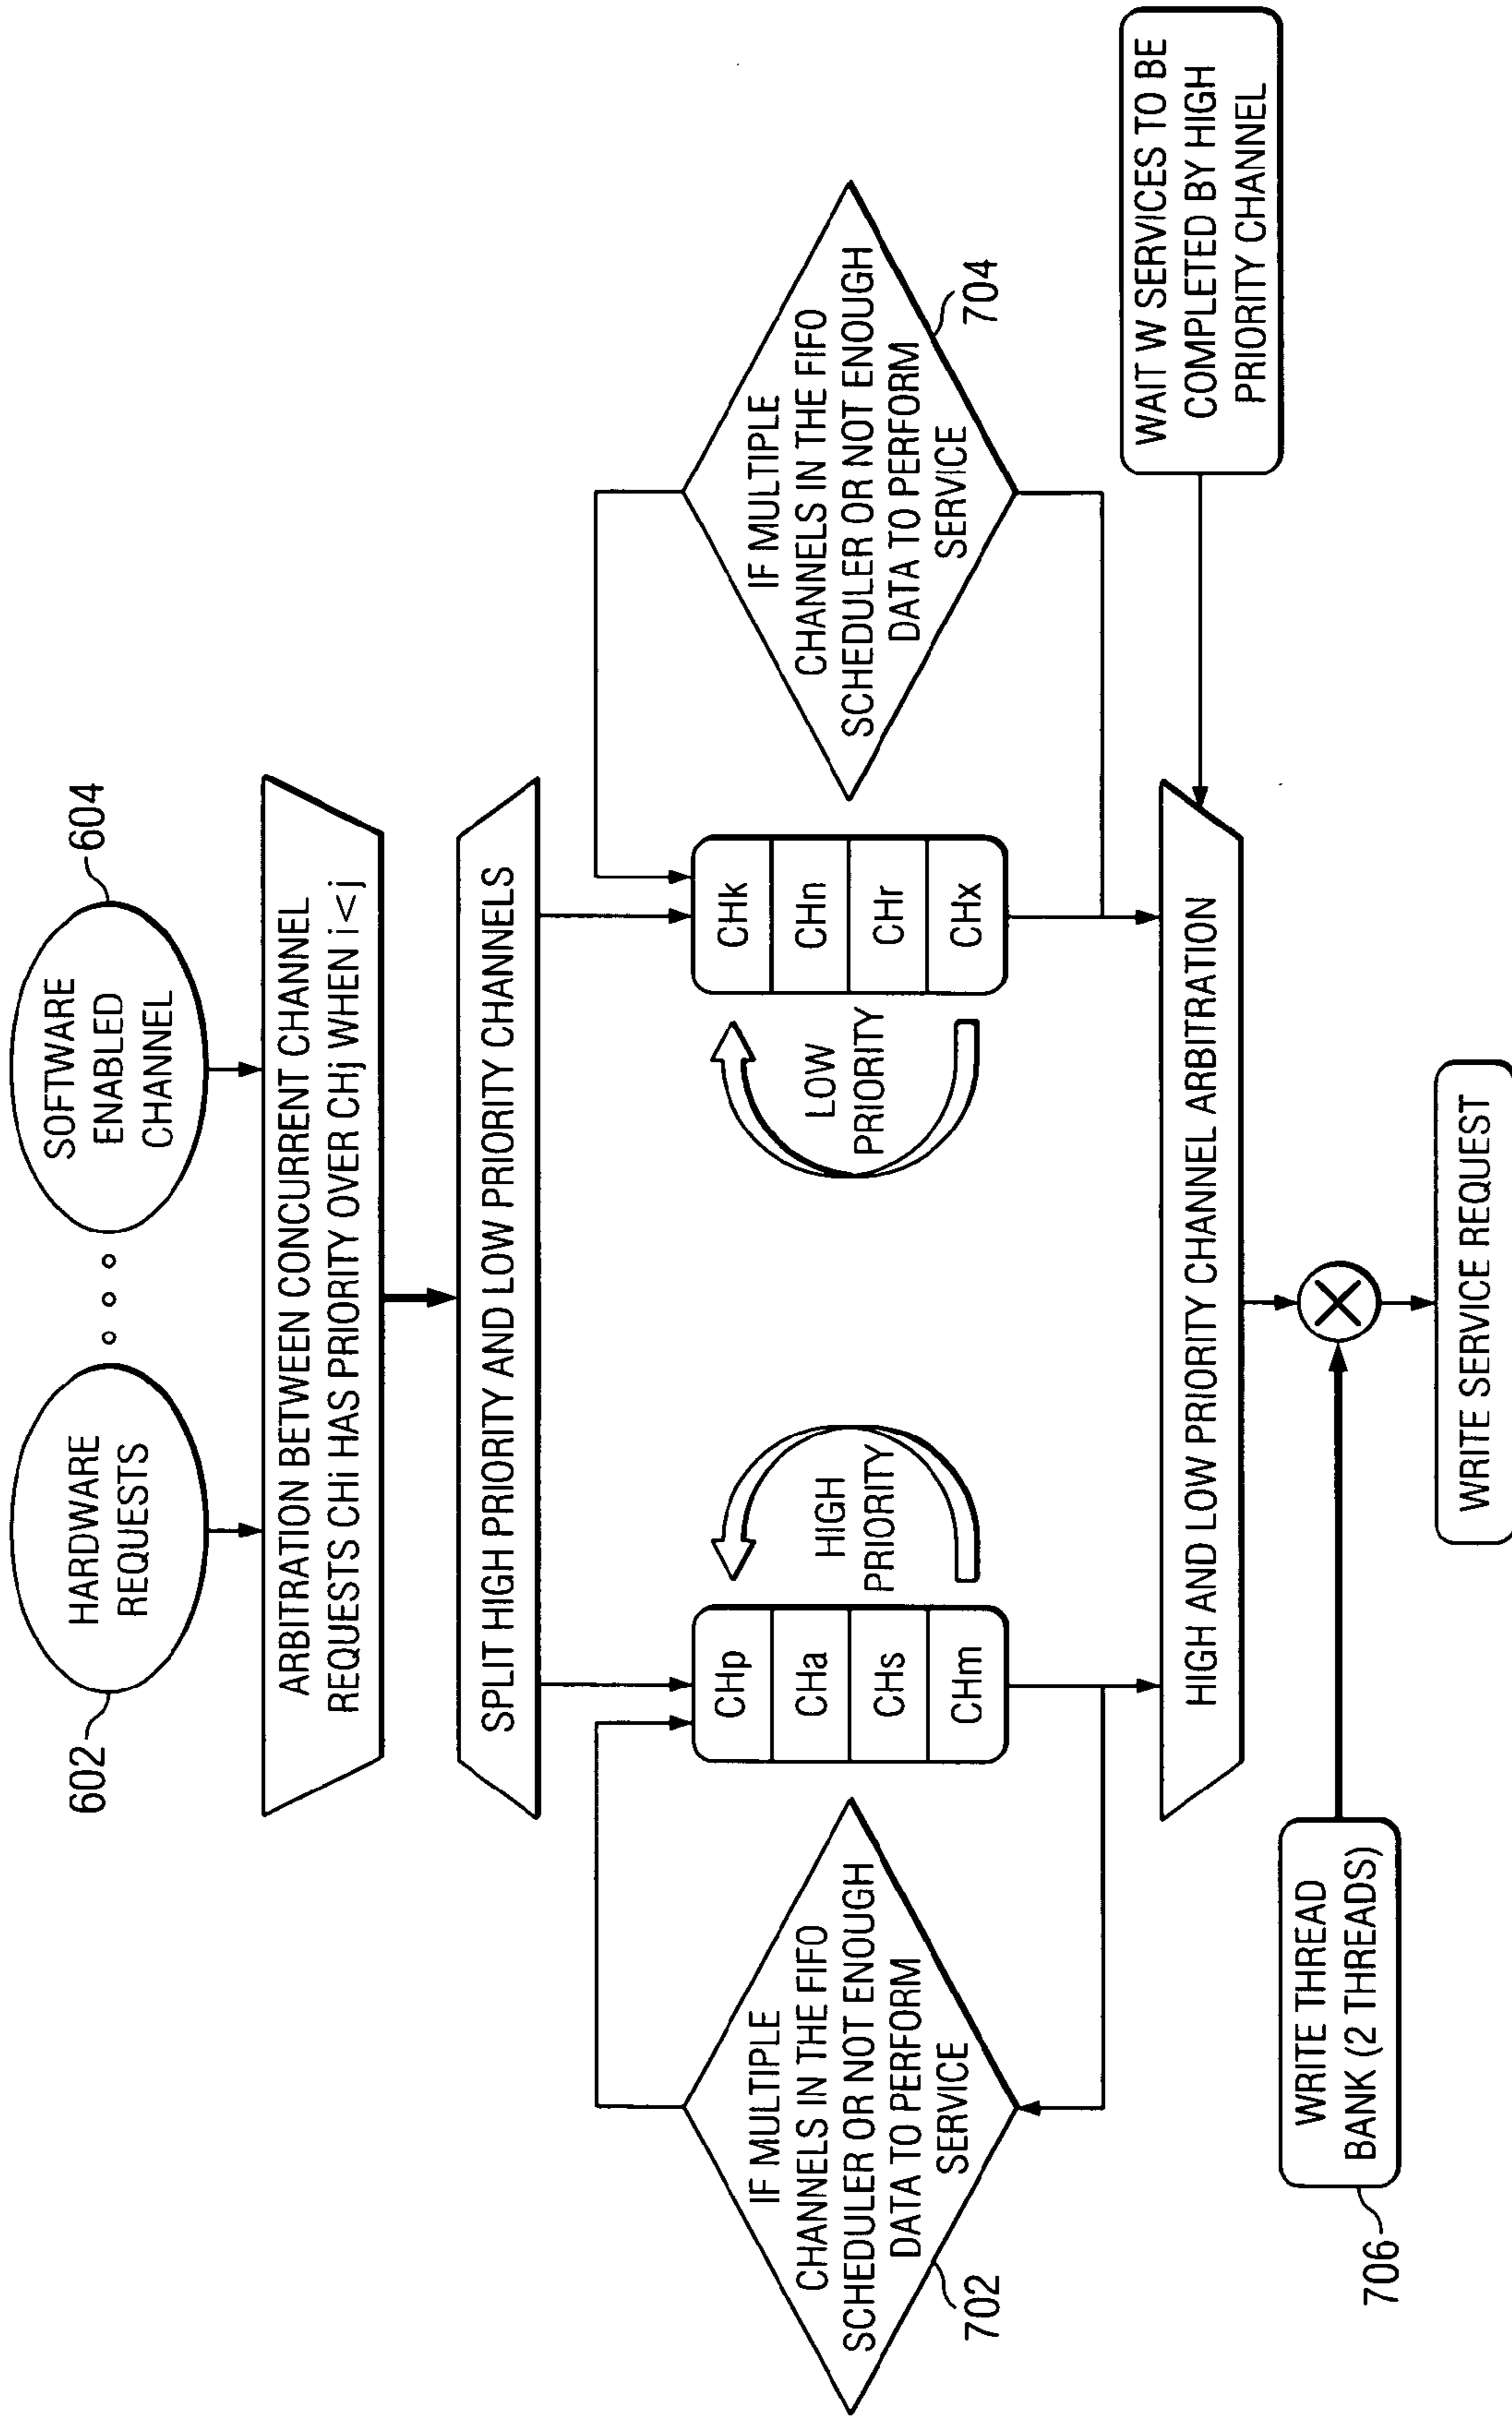 602
HARDWARE
REQUESTS
SOFTWARE
ENABLED
CHANNEL
604
ARBITRATION BETWEEN CONCURRENT CHANNEL
REQUESTS CHi HAS PRIORITY OVER CHj WHEN i<j
SPLIT HIGH PRIORITY AND LOW PRIORITY CHANNELS
IF MULTIPLE
CHANNELS IN THE FIFO
SCHEDULER OR NOT ENOUGH
DATA TO PERFORM
SERVICE
702
CHp
CHa
CHs
CHm
HIGH
PRIORITY
LOW
PRIORITY
CHk
CHn
CHr
CHx
IF MULTIPLE
CHANNELS IN THE FIFO
SCHEDULER OR NOT ENOUGH
DATA TO PERFORM
SERVICE
704
HIGH AND LOW PRIORITY CHANNEL ARBITRATION
WAIT W SERVICES TO BE
COMPLETED BY HIGH
PRIORITY CHANNEL
WRITE THREAD
BANK (2 THREADS)
706
WRITE SERVICE REQUEST